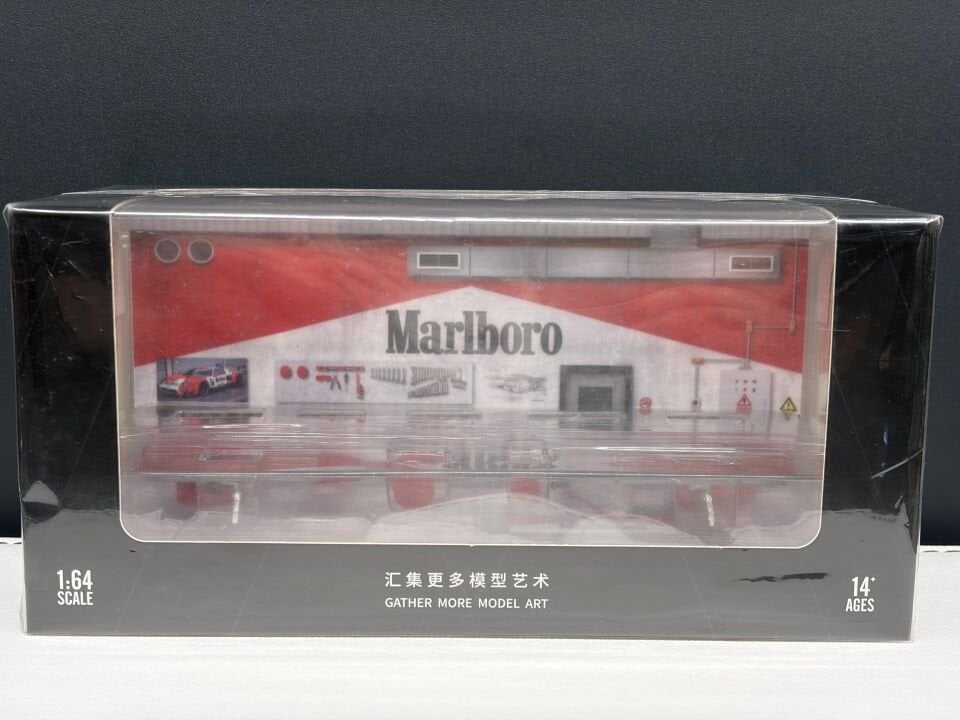 Marlboro
1:64
SCALE
汇集更多模型艺术
GATHER MORE MODEL ART
14+
AGES